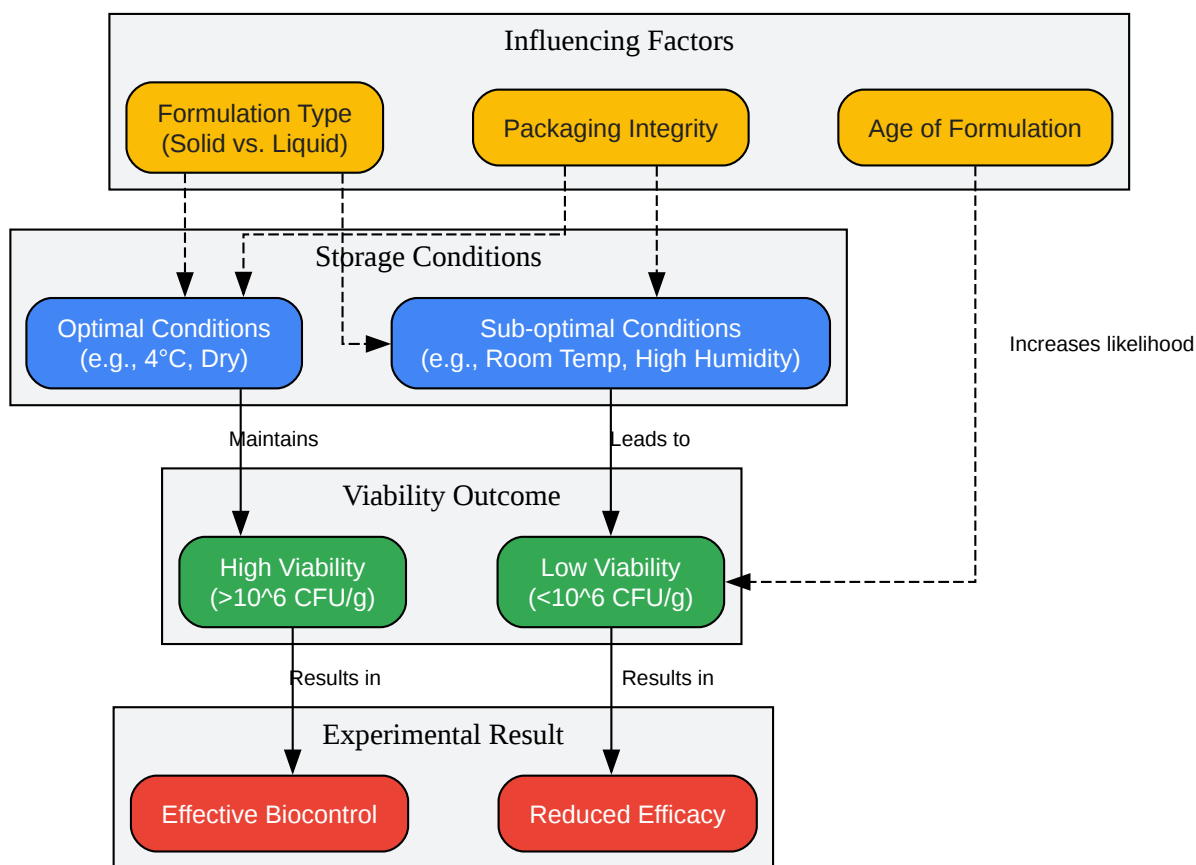 Influencing Factors
Formulation Type
(Solid vs. Liquid)
Packaging Integrity
Age of Formulation
Storage Conditions
Optimal Conditions
(e.g., 4°C, Dry)
Sub-optimal Conditions
(e.g., Room Temp, High Humidity)
Increases likelihood
Maintains
Leads to
Viability Outcome
High Viability
(>10^6 CFU/g)
Low Viability
(<10^6 CFU/g)
Results in
Results in
Experimental Result
Effective Biocontrol
Reduced Efficacy